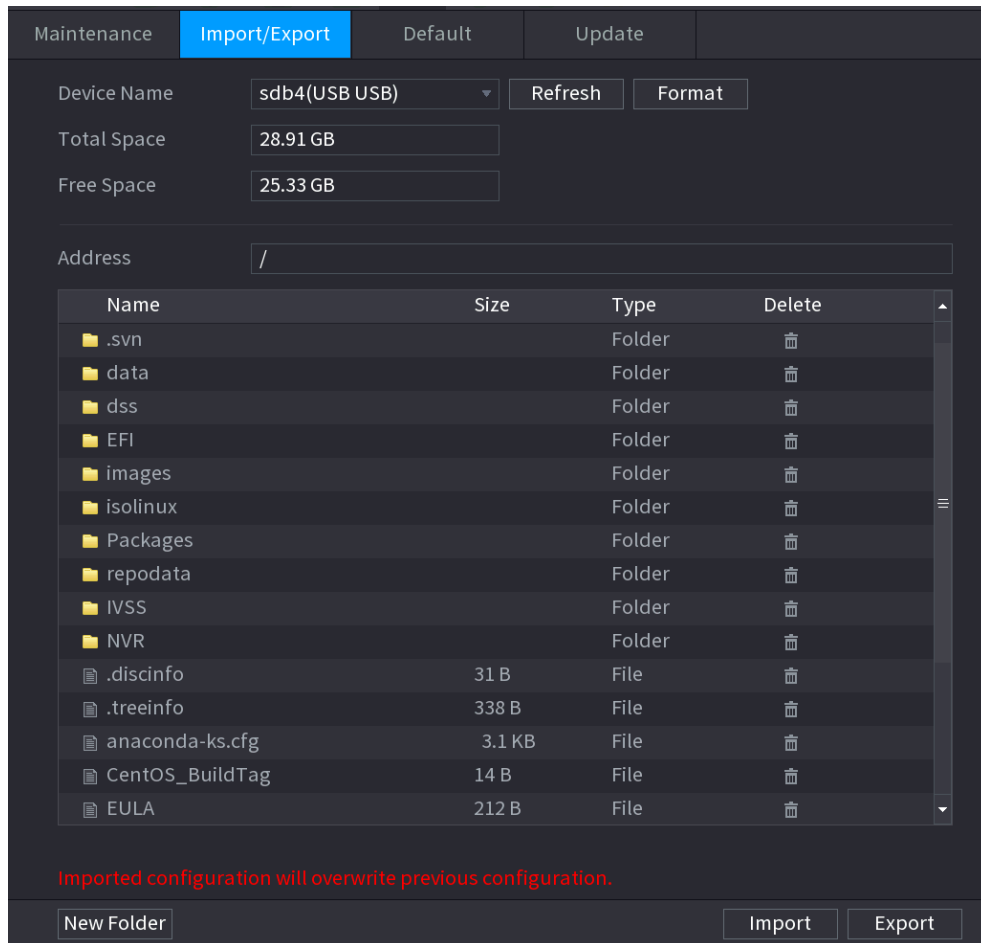 Maintenance Import/Export Default Update
Device Name sdb4(USB USB) Refresh Format
Total Space 28.91 GB
Free Space 25.33 GB
Address /
Name Size Type Delete
.svn Folder
data Folder
dss Folder
EFI Folder
images Folder
isolinux Folder
Packages Folder
repodata Folder
IVSS Folder
NVR Folder
.discinfo 31 B File
.treeinfo 338 B File
anaconda-ks.cfg 3.1 KB File
CentOS_BuildTag 14 B File
EULA 212 B File
Imported configuration will overwrite previous configuration.
New Folder Import Export